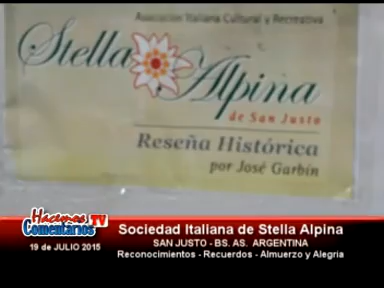 Asociación Italiana Cultural y Recreativa
Stella Alpina
de San Justo
Reseña Histórica
por José Garbin
Hacemos
Comentarios TV
19 de JULIO 2015
Sociedad Italiana de Stella Alpina
SAN JUSTO - BS. AS. ARGENTINA
Reconocimientos - Recuerdos - Almuerzo y Alegria